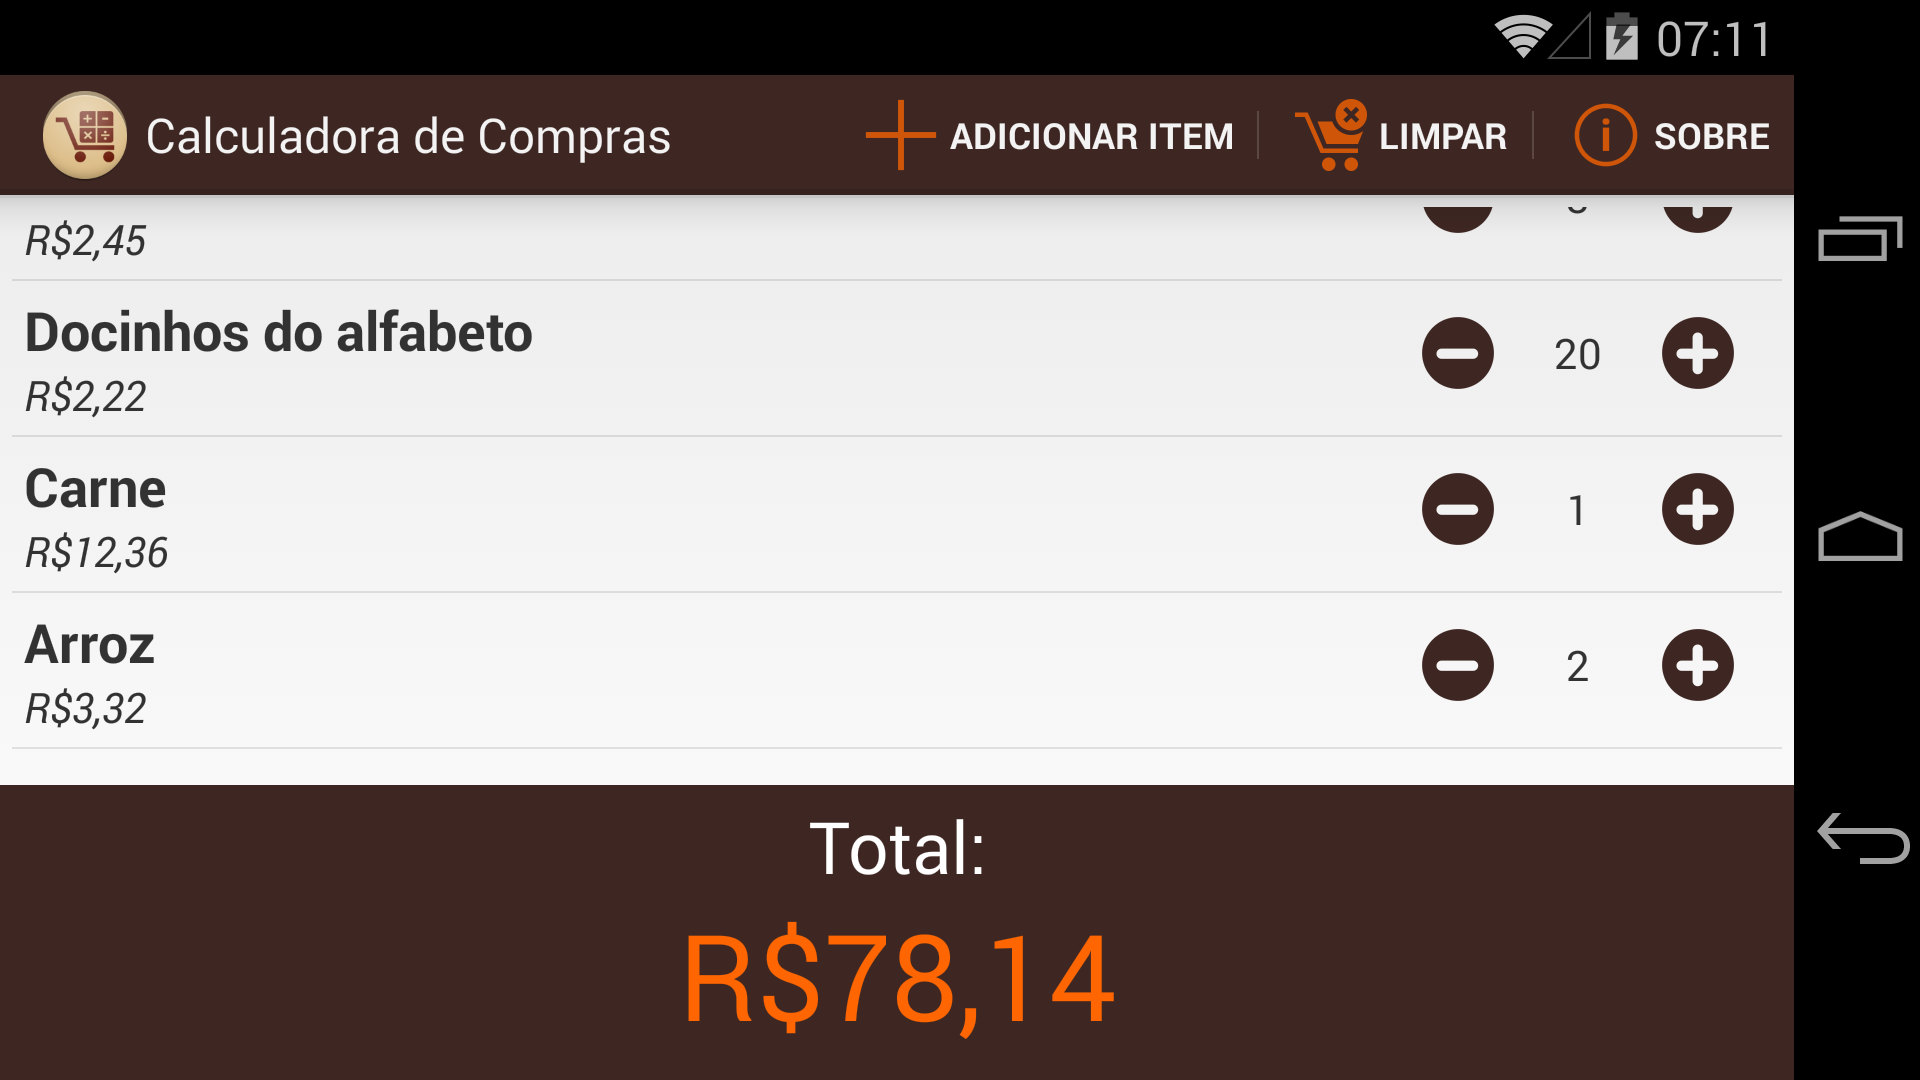 07:11
Calculadora de Compras ADICIONAR ITEM LIMPAR SOBRE
R$2,45
Docinhos do alfabeto
R$2,22
20
Carne
R$12,36
1
Arroz
R$3,32
2
Total:
R$78,14